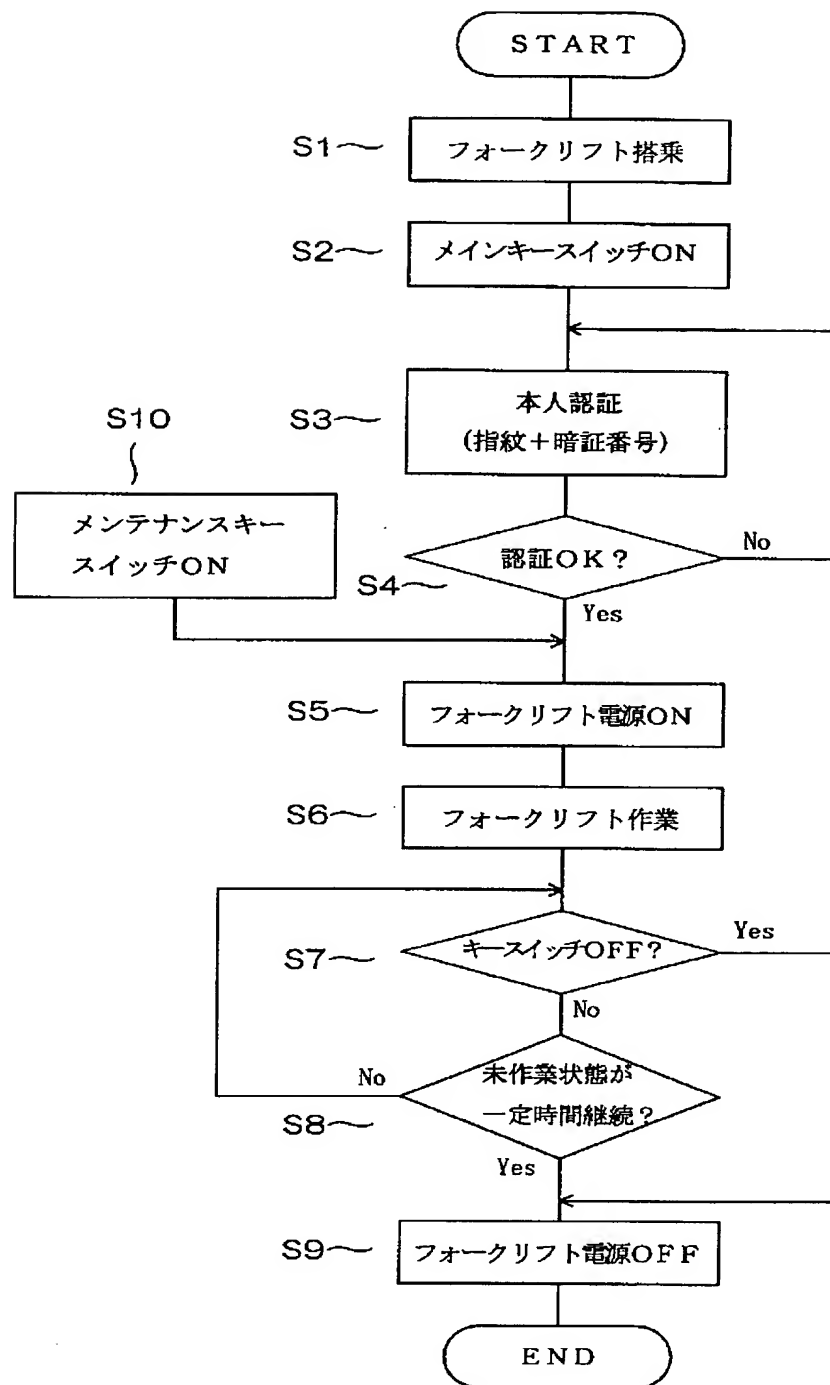 START
S1
フォークリフト搭乗
S2
メインキースイッチON
S3
本人認証
(指紋+暗証番号)
S10
メンテナンスキー
スイッチON
S4
認証OK?
No
Yes
S5
フォークリフト電源ON
S6
フォークリフト作業
S7
キースイッチOFF?
Yes
No
S8
未作業状態が
一定時間継続?
No
Yes
S9
フォークリフト電源OFF
END